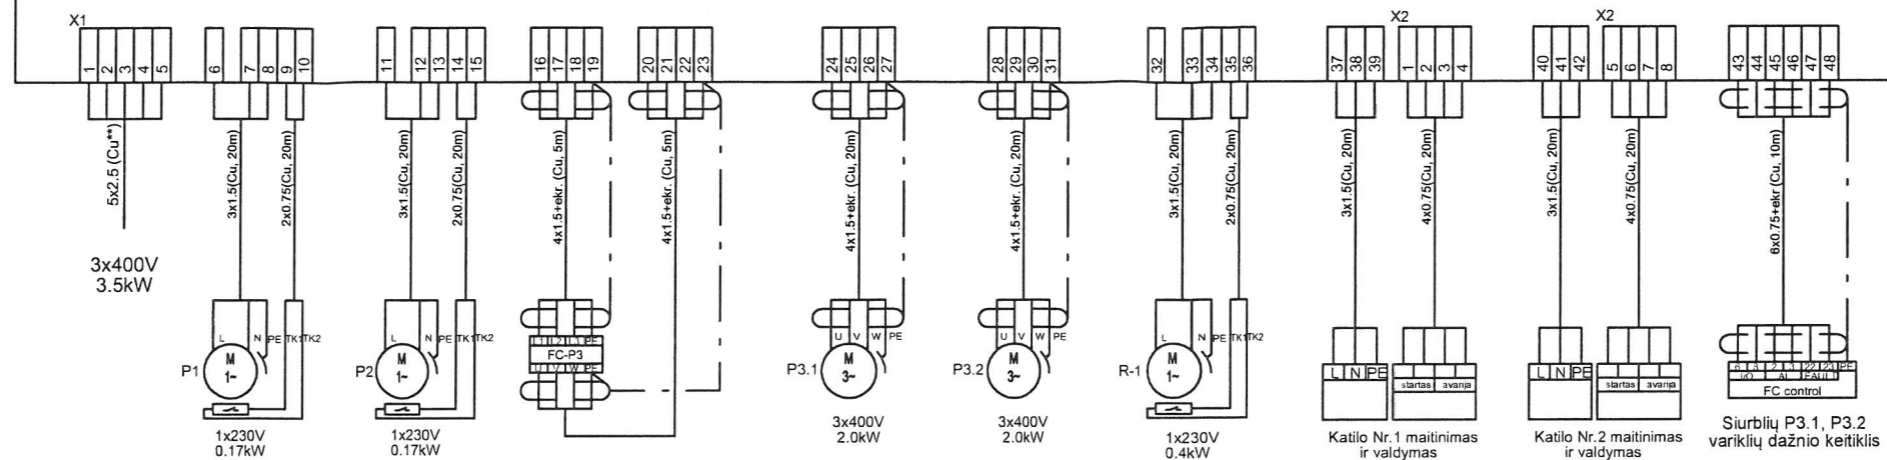 X1
X2
X2
1 2 3 4 5
6 7 8 9 10
11 12 13 14 15
16 17 18 19
20 21 22 23
24 25 26 27
28 29 30 31
32 33 34 35 36
37 38 39
1 2 3 4
40 41 42
5 6 7 8
43 44 45 46 47 48
5x2.5 (Cu**)
3x1.5(Cu, 20m)
2x0.75(Cu, 20m)
3x1.5(Cu, 20m)
2x0.75(Cu, 20m)
4x1.5+ekr. (Cu, 5m)
4x1.5+ekr. (Cu, 5m)
4x1.5+ekr. (Cu, 20m)
4x1.5+ekr. (Cu, 20m)
3x1.5(Cu, 20m)
2x0.75(Cu, 20m)
3x1.5(Cu, 20m)
4x0.75(Cu, 20m)
3x1.5(Cu, 20m)
4x0.75(Cu, 20m)
6x0.75+ekr (Cu, 10m)
3x400V
3.5kW
L N PE TK1 TK2
P1
M
1~
1x230V
0.17kW
L N PE TK1 TK2
P2
M
1~
1x230V
0.17kW
L1 L2 L3 PE
FC-P3
U V W PE
U V W PE
P3.1
M
3~
3x400V
2.0kW
U V W PE
P3.2
M
3~
3x400V
2.0kW
L N PE TK1 TK2
R-1
M
1~
1x230V
0.4kW
L N PE
startas avarija
Katilo Nr.1 maitinimas
ir valdymas
L N PE
startas avarija
Katilo Nr.2 maitinimas
ir valdymas
22 23 PE
I/O AI FAULT
FC control
Siurblių P3.1, P3.2
variklių dažnio keitiklis